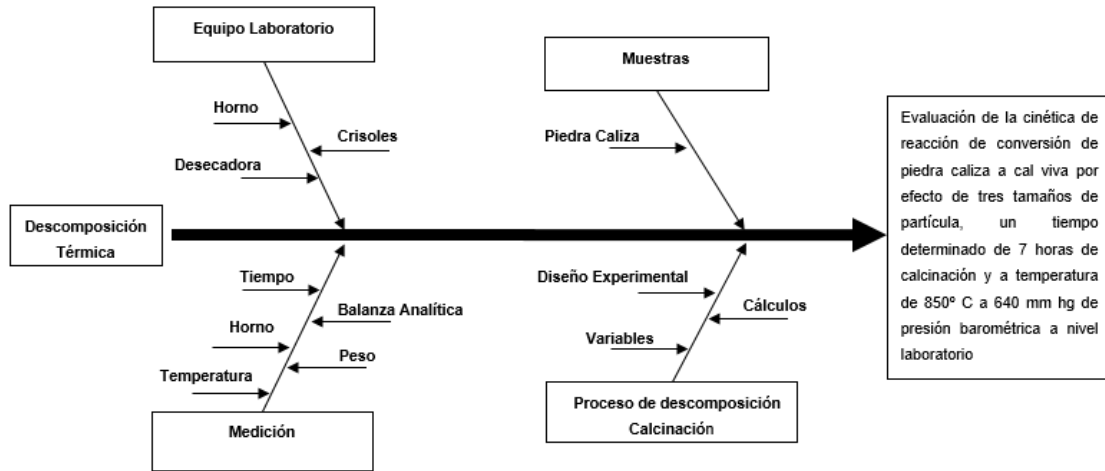 Equipo Laboratorio
Muestras
Horno
Crisoles
Desecadora
Piedra Caliza
Descomposición
Térmica
Evaluación de la cinética de
reacción de conversión de
piedra caliza a cal viva por
efecto de tres tamaños de
partícula, un tiempo
determinado de 7 horas de
calcinación y a temperatura
de 850º C a 640 mm hg de
presión barométrica a nivel
laboratorio
Tiempo
Balanza Analítica
Horno
Peso
Temperatura
Medición
Diseño Experimental
Cálculos
Variables
Proceso de descomposición
Calcinación